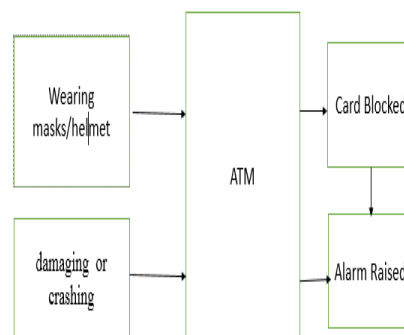 Wearing
masks/helmet
damaging or
crashing
ATM
Card Blocked
Alarm Raised